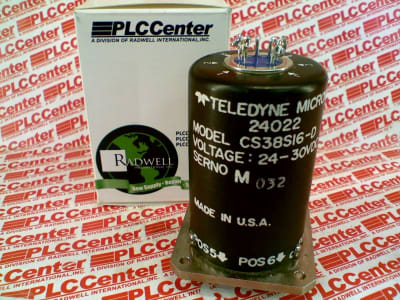 PLCCenter
A DIVISION OF RADWELL INTERNATIONAL, INC.
RADWELL
TELEDYNE MICRO
24022
MODEL CS38S16-D
VOLTAGE: 24-30VDC
SERNO M 032
MADE IN U.S.A.
POS5 POS6